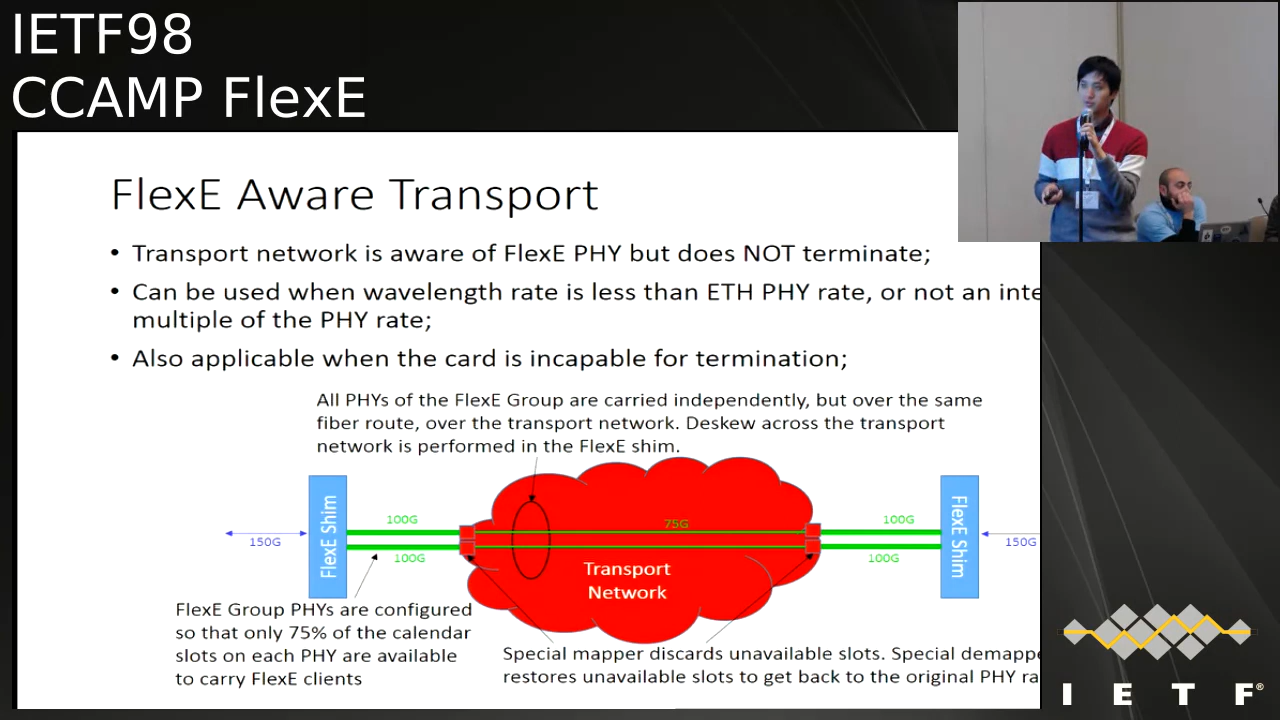 IETF98
CCAMP FlexE
FlexE Aware Transport
• Transport network is aware of FlexE PHY but does NOT terminate;
• Can be used when wavelength rate is less than ETH PHY rate, or not an inte
multiple of the PHY rate;
• Also applicable when the card is incapable for termination;
All PHYs of the FlexE Group are carried independently, but over the same
fiber route, over the transport network. Deskew across the transport
network is performed in the FlexE shim.
150G
FlexE Shim
100G
100G
75G
Transport
Network
100G
100G
FlexE Shim
150G
FlexE Group PHYs are configured
so that only 75% of the calendar
slots on each PHY are available
to carry FlexE clients
Special mapper discards unavailable slots. Special demappe
restores unavailable slots to get back to the original PHY ra
I E T F®